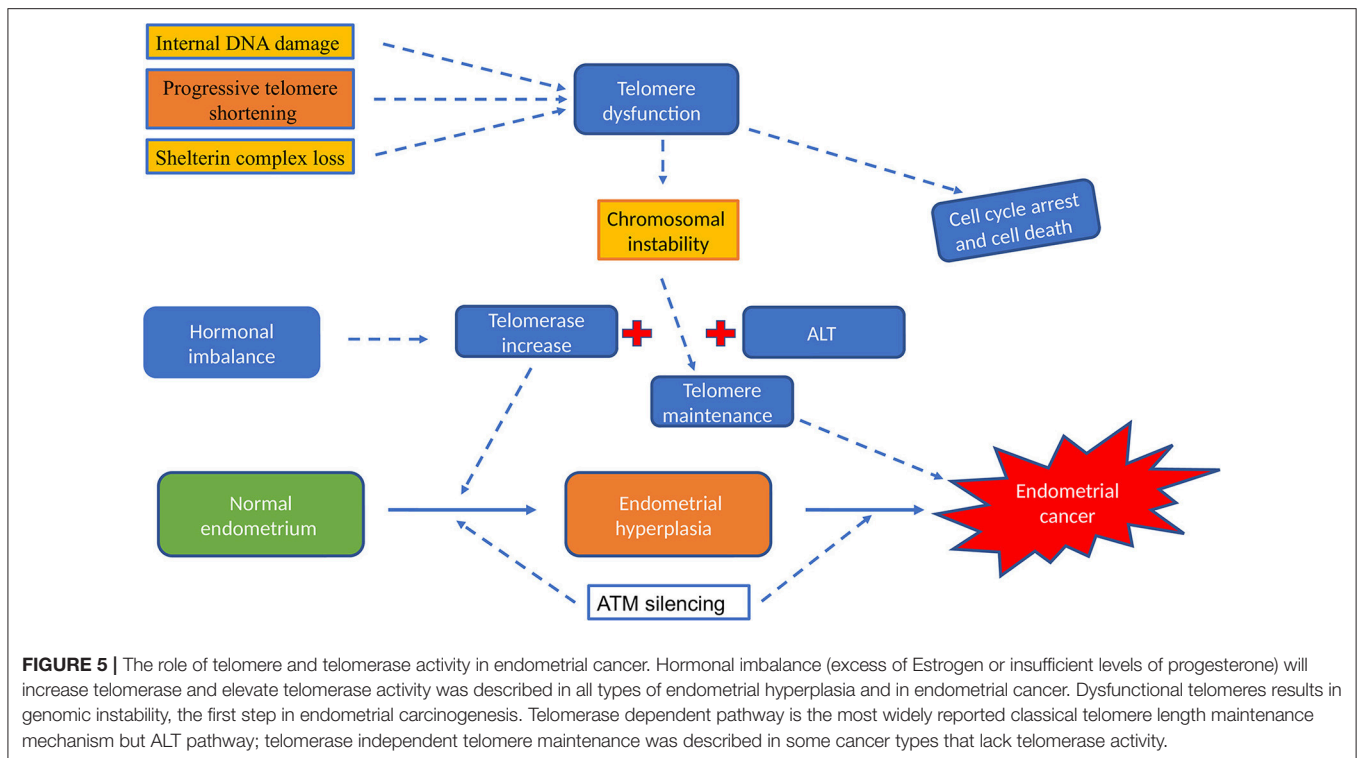 Internal DNA damage
Progressive telomere
shortening
Shelterin complex loss
Telomere
dysfunction
Cell cycle arrest
and cell death
Chromosomal
instability
Hormonal
imbalance
Telomerase
increase
ALT
Telomere
maintenance
Normal
endometrium
Endometrial
hyperplasia
Endometrial
cancer
ATM silencing
FIGURE 5 | The role of telomere and telomerase activity in endometrial cancer. Hormonal imbalance (excess of Estrogen or insufficient levels of progesterone) will
increase telomerase and elevate telomerase activity was described in all types of endometrial hyperplasia and in endometrial cancer. Dysfunctional telomeres results in
genomic instability, the first step in endometrial carcinogenesis. Telomerase dependent pathway is the most widely reported classical telomere length maintenance
mechanism but ALT pathway; telomerase independent telomere maintenance was described in some cancer types that lack telomerase activity.